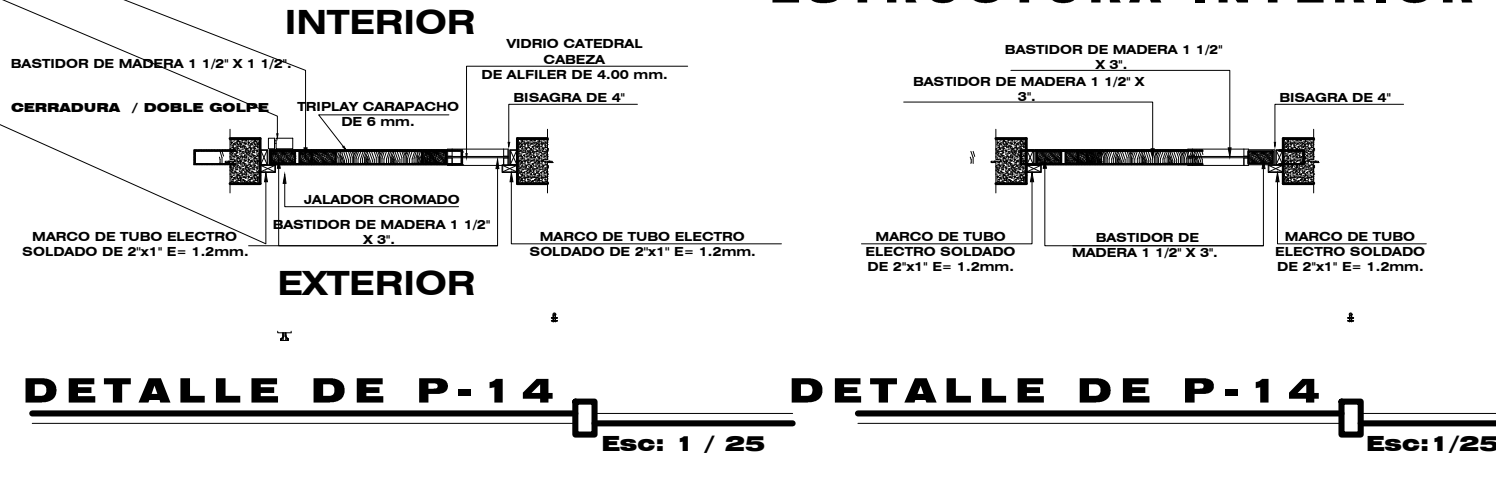 INTERIOR
VIDRIO CATEDRAL
CABEZA
DE ALFILER DE 4.00 mm.
BASTIDOR DE MADERA 1 1/2" X 1 1/2".
BISAGRA DE 4"
CERRADURA / DOBLE GOLPE
TRIPLAY CARAPACHO
DE 6 mm.
JALADOR CROMADO
BASTIDOR DE MADERA 1 1/2"
X 3".
MARCO DE TUBO ELECTRO
SOLDADO DE 2"x1" E= 1.2mm.
MARCO DE TUBO ELECTRO
SOLDADO DE 2"x1" E= 1.2mm.
EXTERIOR
DETALLE DE P-14
Esc: 1 / 25
ESTRUCTURA INTERIOR
BASTIDOR DE MADERA 1 1/2"
X 3".
BASTIDOR DE MADERA 1 1/2" X
3".
BISAGRA DE 4"
MARCO DE TUBO
ELECTRO SOLDADO
DE 2"x1" E= 1.2mm.
BASTIDOR DE
MADERA 1 1/2" X 3".
MARCO DE TUBO
ELECTRO SOLDADO
DE 2"x1" E= 1.2mm.
DETALLE DE P-14
Esc:1/25